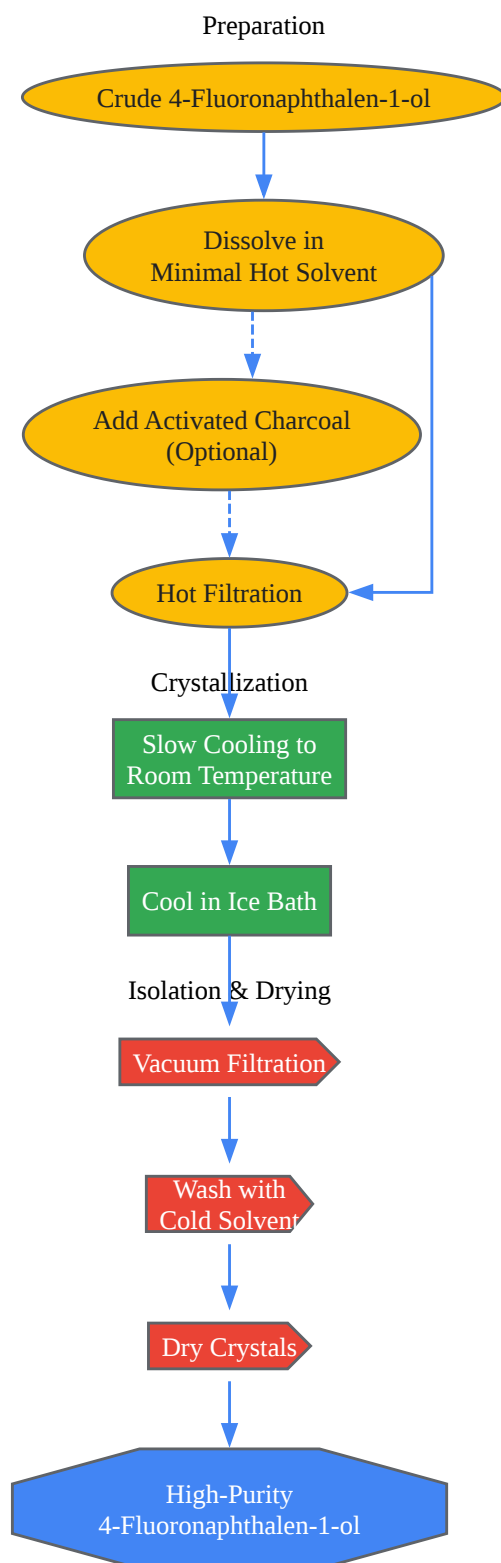 Preparation
Crude 4-Fluoronaphthalen-1-ol
Dissolve in
Minimal Hot Solvent
Add Activated Charcoal
(Optional)
Hot Filtration
Crystallization
Slow Cooling to
Room Temperature
Cool in Ice Bath
Isolation & Drying
Vacuum Filtration
Wash with
Cold Solvent
Dry Crystals
High-Purity
4-Fluoronaphthalen-1-ol